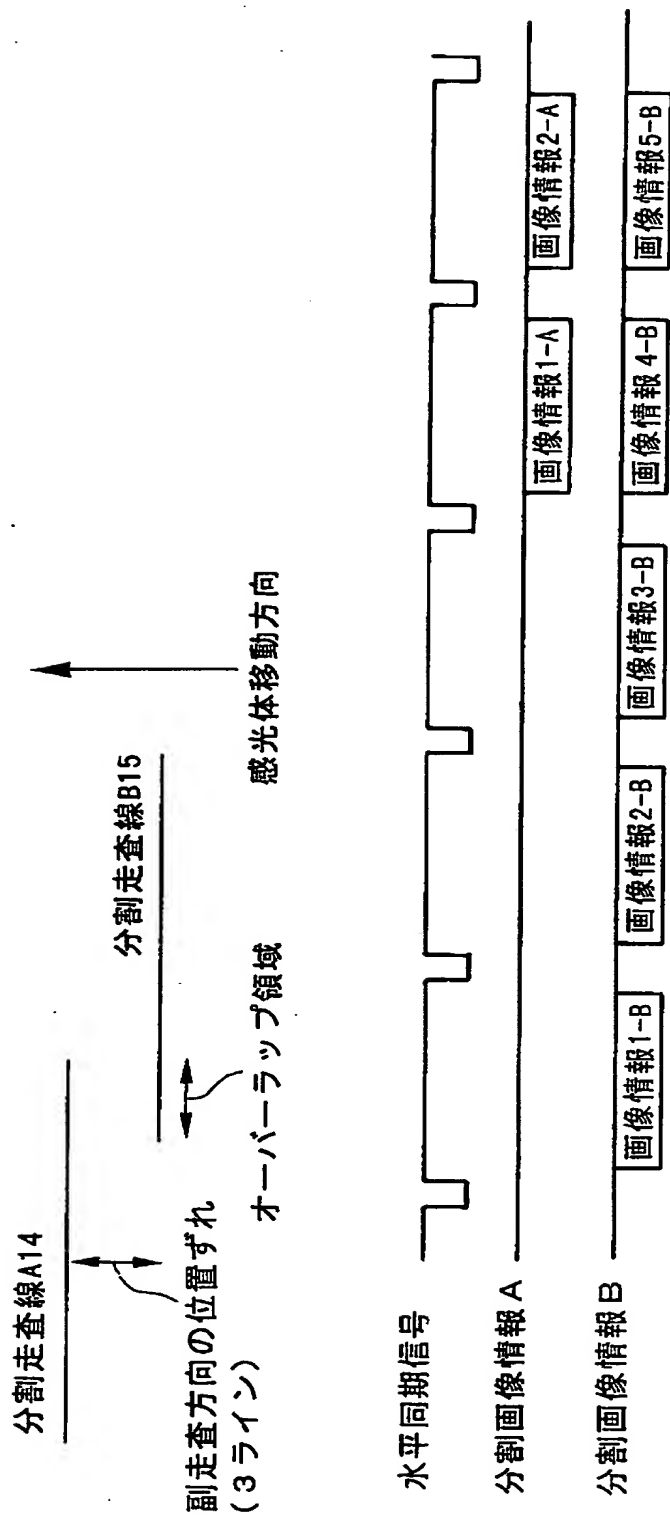 分割走査線A14
副走査方向の位置ずれ
(3ライン)
オーバーラップ領域
分割走査線B15
感光体移動方向
水平同期信号
分割画像情報A
画像情報1-A
画像情報2-A
分割画像情報B
画像情報1-B
画像情報2-B
画像情報3-B
画像情報4-B
画像情報5-B